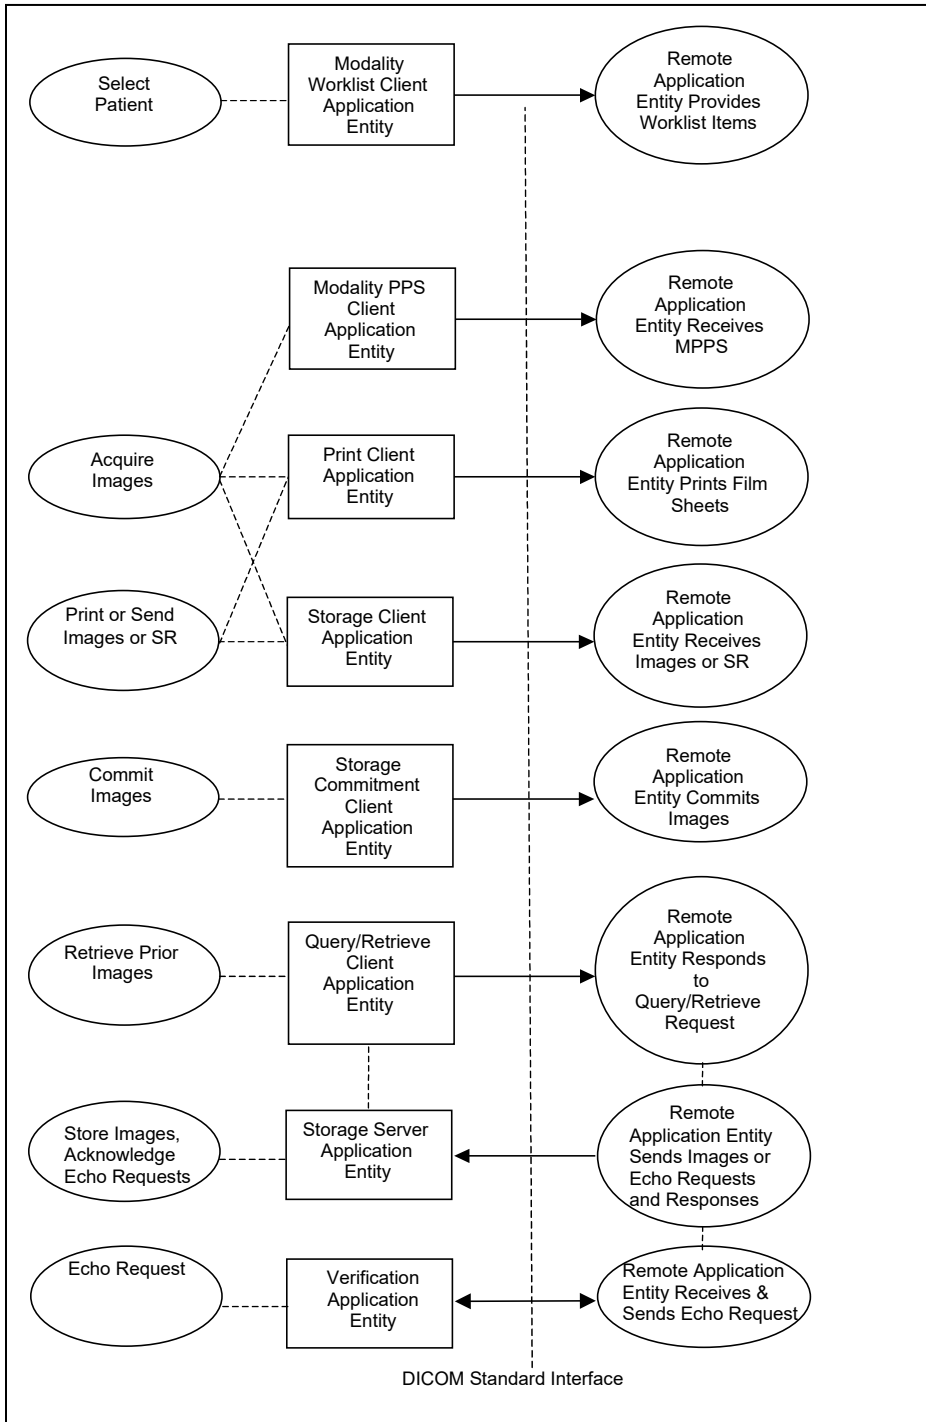 Select
Patient
Modality
Worklist Client
Application
Entity
Remote
Application
Entity Provides
Worklist Items
Modality PPS
Client
Application
Entity
Remote
Application
Entity Receives
MPPS
Acquire
Images
Print Client
Application
Entity
Remote
Application
Entity Prints Film
Sheets
Print or Send
Images or SR
Storage Client
Application
Entity
Remote
Application
Entity Receives
Images or SR
Commit
Images
Storage
Commitment
Client
Application
Entity
Remote
Application
Entity Commits
Images
Retrieve Prior
Images
Query/Retrieve
Client
Application
Entity
Remote
Application
Entity Responds
to
Query/Retrieve
Request
Store Images,
Acknowledge
Echo Requests
Storage Server
Application
Entity
Remote
Application Entity
Sends Images or
Echo Requests
and Responses
Echo Request
Verification
Application
Entity
Remote Application
Entity Receives &
Sends Echo Request
DICOM Standard Interface